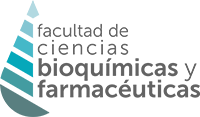 facultad de
ciencias
bioquímicas y
farmacéuticas